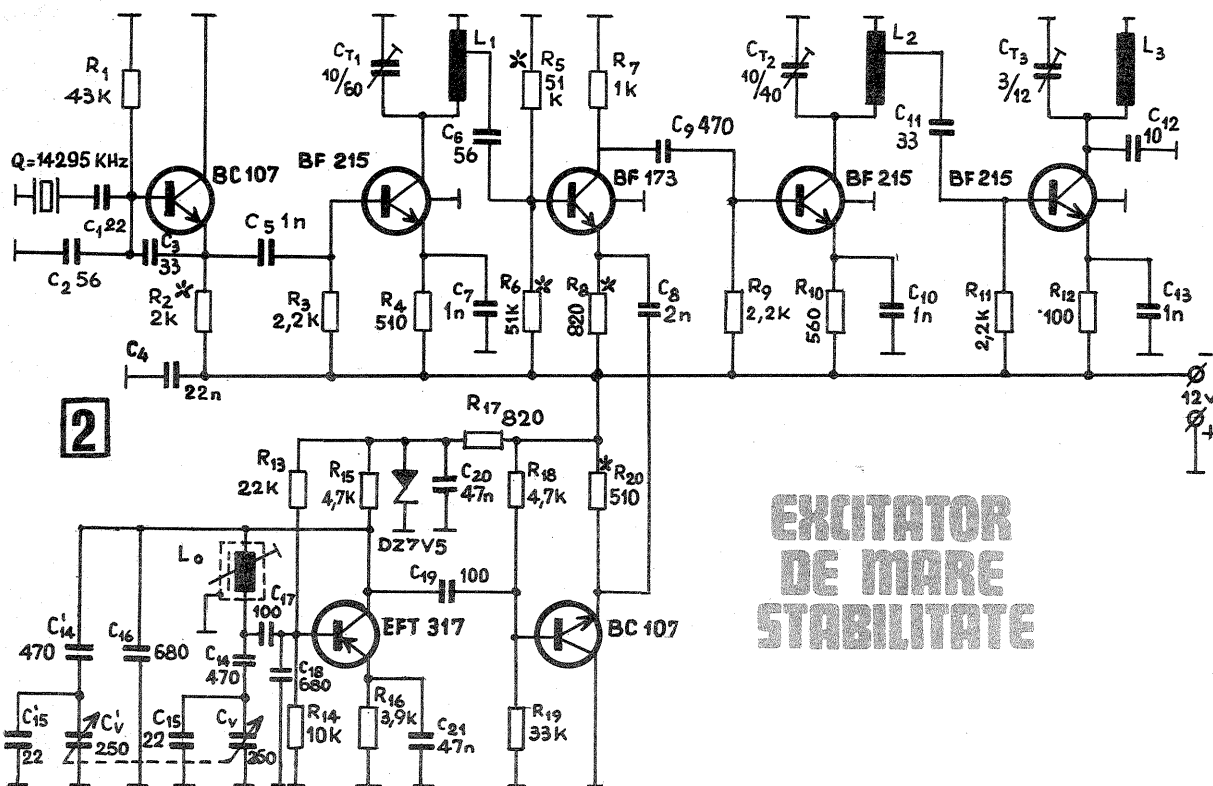 R1
43K
Q=14295 KHz
C1 22
BC 107
C2 56
C3
33
R2 *
2k
C4
22n
C5 1n
BF 215
CT1
10/60
L1
R3
2,2k
R4
510
C7
1n
C6
56
* R5
51
k
R6 *
51k
R7
1k
BF 173
R8 *
820
C8
2n
C9 470
R9
2,2k
CT2
10/40
L2
BF 215
R10
560
C10
1n
C11
33
BF 215
R11
2,2k
CT3
3/12
L3
C12
10
R12
100
C13
1n
-
12v
+
2
R17 820
R13
22K
R15
4,7k
DZ7V5
C20
47n
R18
4,7k
* R20
510
Lo
C17
100
C19 100
EFT 317
BC 107
C'14
470
C16
680
C14
470
C18
680
C'15
22
C'v
250
C15
22
Cv
250
R14
10k
R16
3,9k
C21
47n
R19
33k
EXCITATOR
DE MARE
STABILITATE